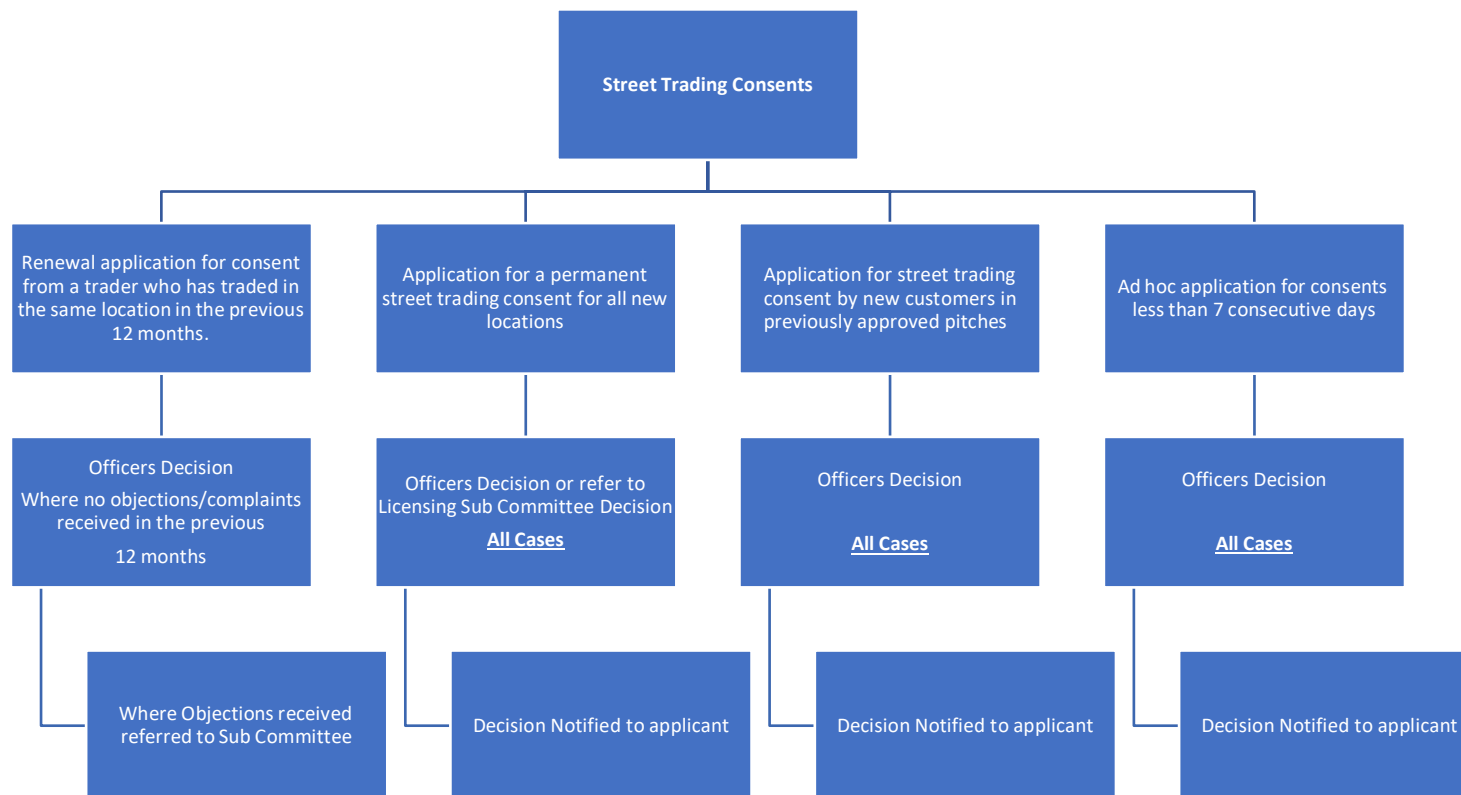 Street Trading Consents
Renewal application for consent
from a trader who has traded in
the same location in the previous
12 months.
Application for a permanent
street trading consent for all new
locations
Application for street trading
consent by new customers in
previously approved pitches
Ad hoc application for consents
less than 7 consecutive days
Officers Decision
Where no objections/complaints
received in the previous
12 months
Officers Decision or refer to
Licensing Sub Committee Decision
All Cases
Officers Decision
All Cases
Officers Decision
All Cases
Where Objections received
referred to Sub Committee
Decision Notified to applicant
Decision Notified to applicant
Decision Notified to applicant